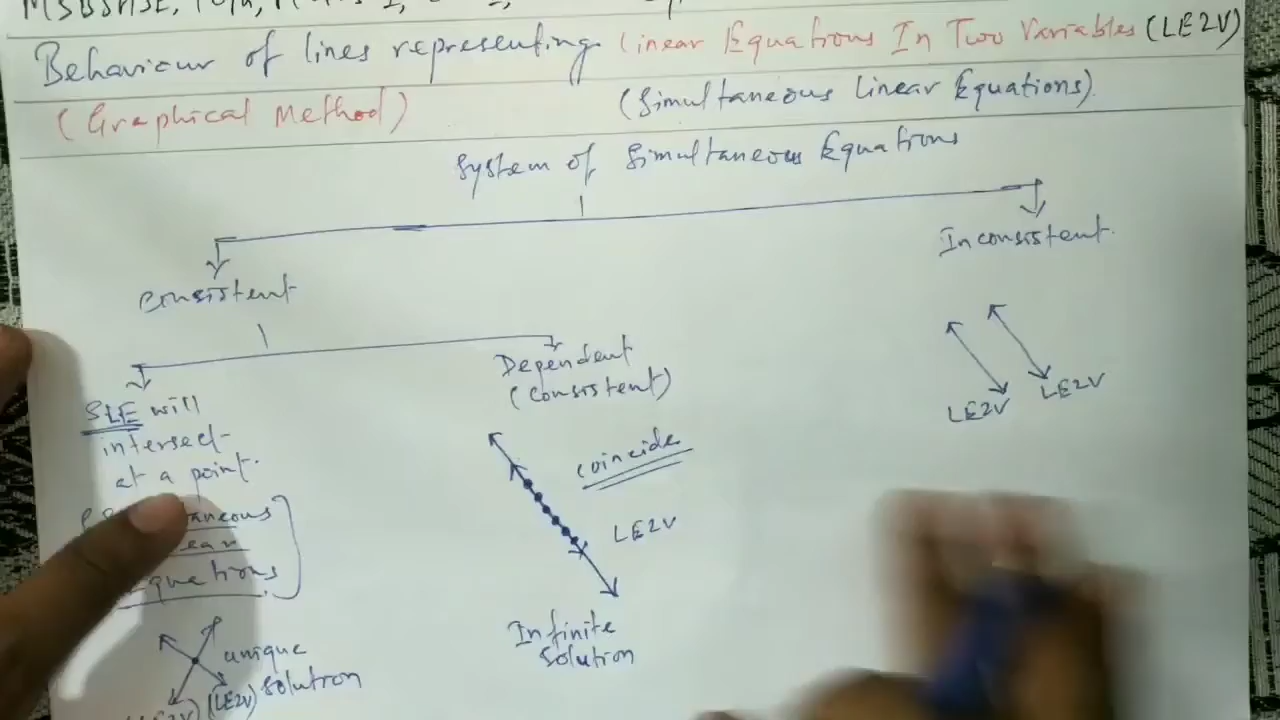 Behaviour of lines representing Linear Equations In Two Variables (LE2V)
(Graphical Method) (Simultaneous Linear Equations).
System of Simultaneous Equations
Consistent
Inconsistent.
SLE will
intersect
at a point.
Equations
unique
solution
(LE2V)
Dependent
(Consistent)
coincide
LE2V
Infinite
solution
LE2V LE2V